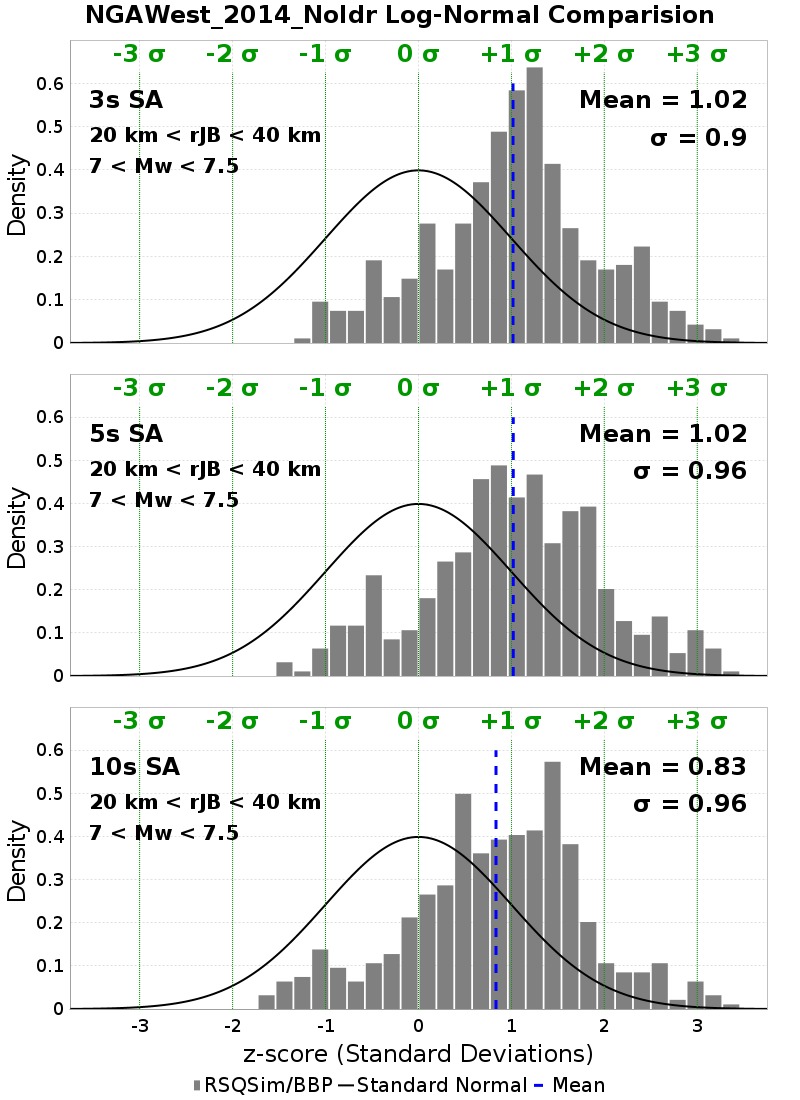 NGAWest_2014_NoIdr Log-Normal Comparision
-3 σ -2 σ -1 σ 0 σ +1 σ +2 σ +3 σ
3s SA
20 km < rJB < 40 km
7 < Mw < 7.5
Mean = 1.02
σ = 0.9
Density
0.6
0.5
0.4
0.3
0.2
0.1
0
-3 σ -2 σ -1 σ 0 σ +1 σ +2 σ +3 σ
5s SA
20 km < rJB < 40 km
7 < Mw < 7.5
Mean = 1.02
σ = 0.96
Density
0.6
0.5
0.4
0.3
0.2
0.1
0
-3 σ -2 σ -1 σ 0 σ +1 σ +2 σ +3 σ
10s SA
20 km < rJB < 40 km
7 < Mw < 7.5
Mean = 0.83
σ = 0.96
Density
0.6
0.5
0.4
0.3
0.2
0.1
0
-3 -2 -1 0 1 2 3
z-score (Standard Deviations)
RSQSim/BBP Standard Normal Mean